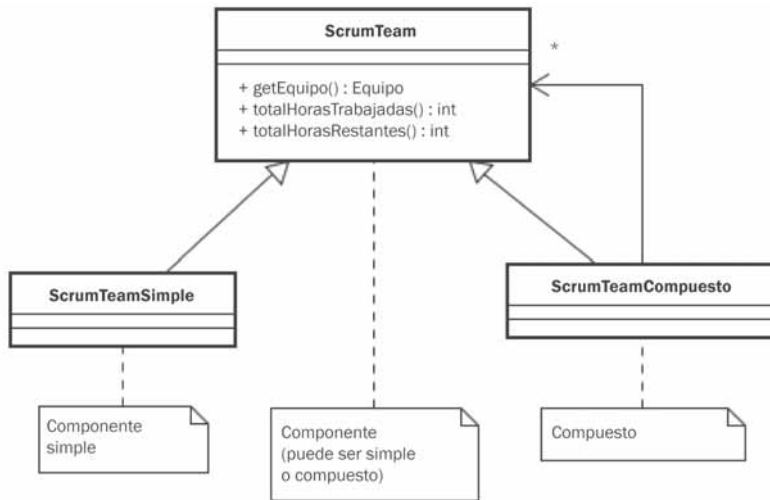 ScrumTeam
*
+ getEquipo() : Equipo
+ totalHorasTrabajadas() : int
+ totalHorasRestantes() : int
ScrumTeamSimple
ScrumTeamCompuesto
Componente
simple
Componente
(puede ser simple
o compuesto)
Compuesto